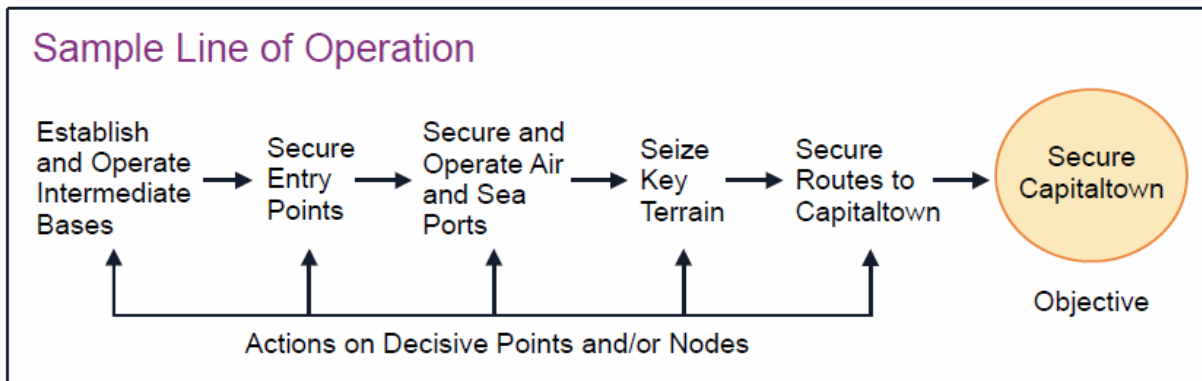 Sample Line of Operation
Establish
and Operate
Intermediate
Bases
Secure
Entry
Points
Secure and
Operate Air
and Sea
Ports
Seize
Key
Terrain
Secure
Routes to
Capitaltown
Secure
Capitaltown
Objective
Actions on Decisive Points and/or Nodes